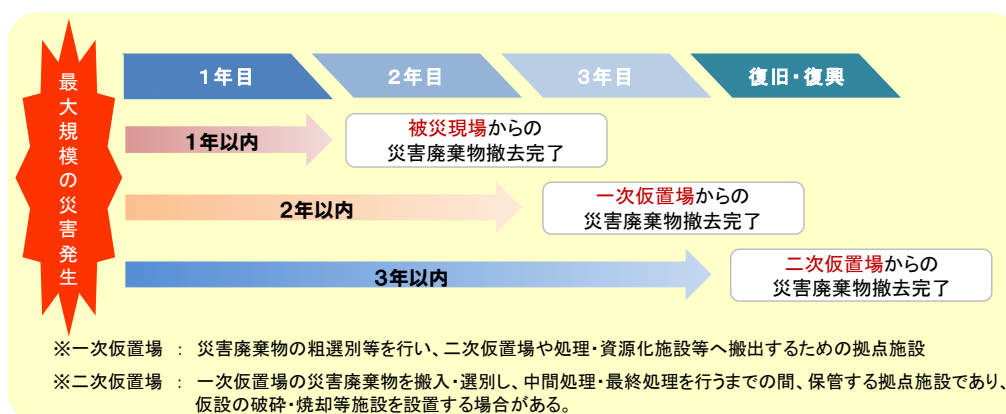 最大規模の災害発生
1年目
2年目
3年目
復旧・復興
1年以内
被災現場からの
災害廃棄物撤去完了
2年以内
一次仮置場からの
災害廃棄物撤去完了
3年以内
二次仮置場からの
災害廃棄物撤去完了
※一次仮置場 ： 災害廃棄物の粗選別等を行い、二次仮置場や処理・資源化施設等へ搬出するための拠点施設
※二次仮置場 ： 一次仮置場の災害廃棄物を搬入・選別し、中間処理・最終処理を行うまでの間、保管する拠点施設であり、
仮設の破砕・焼却等施設を設置する場合がある。